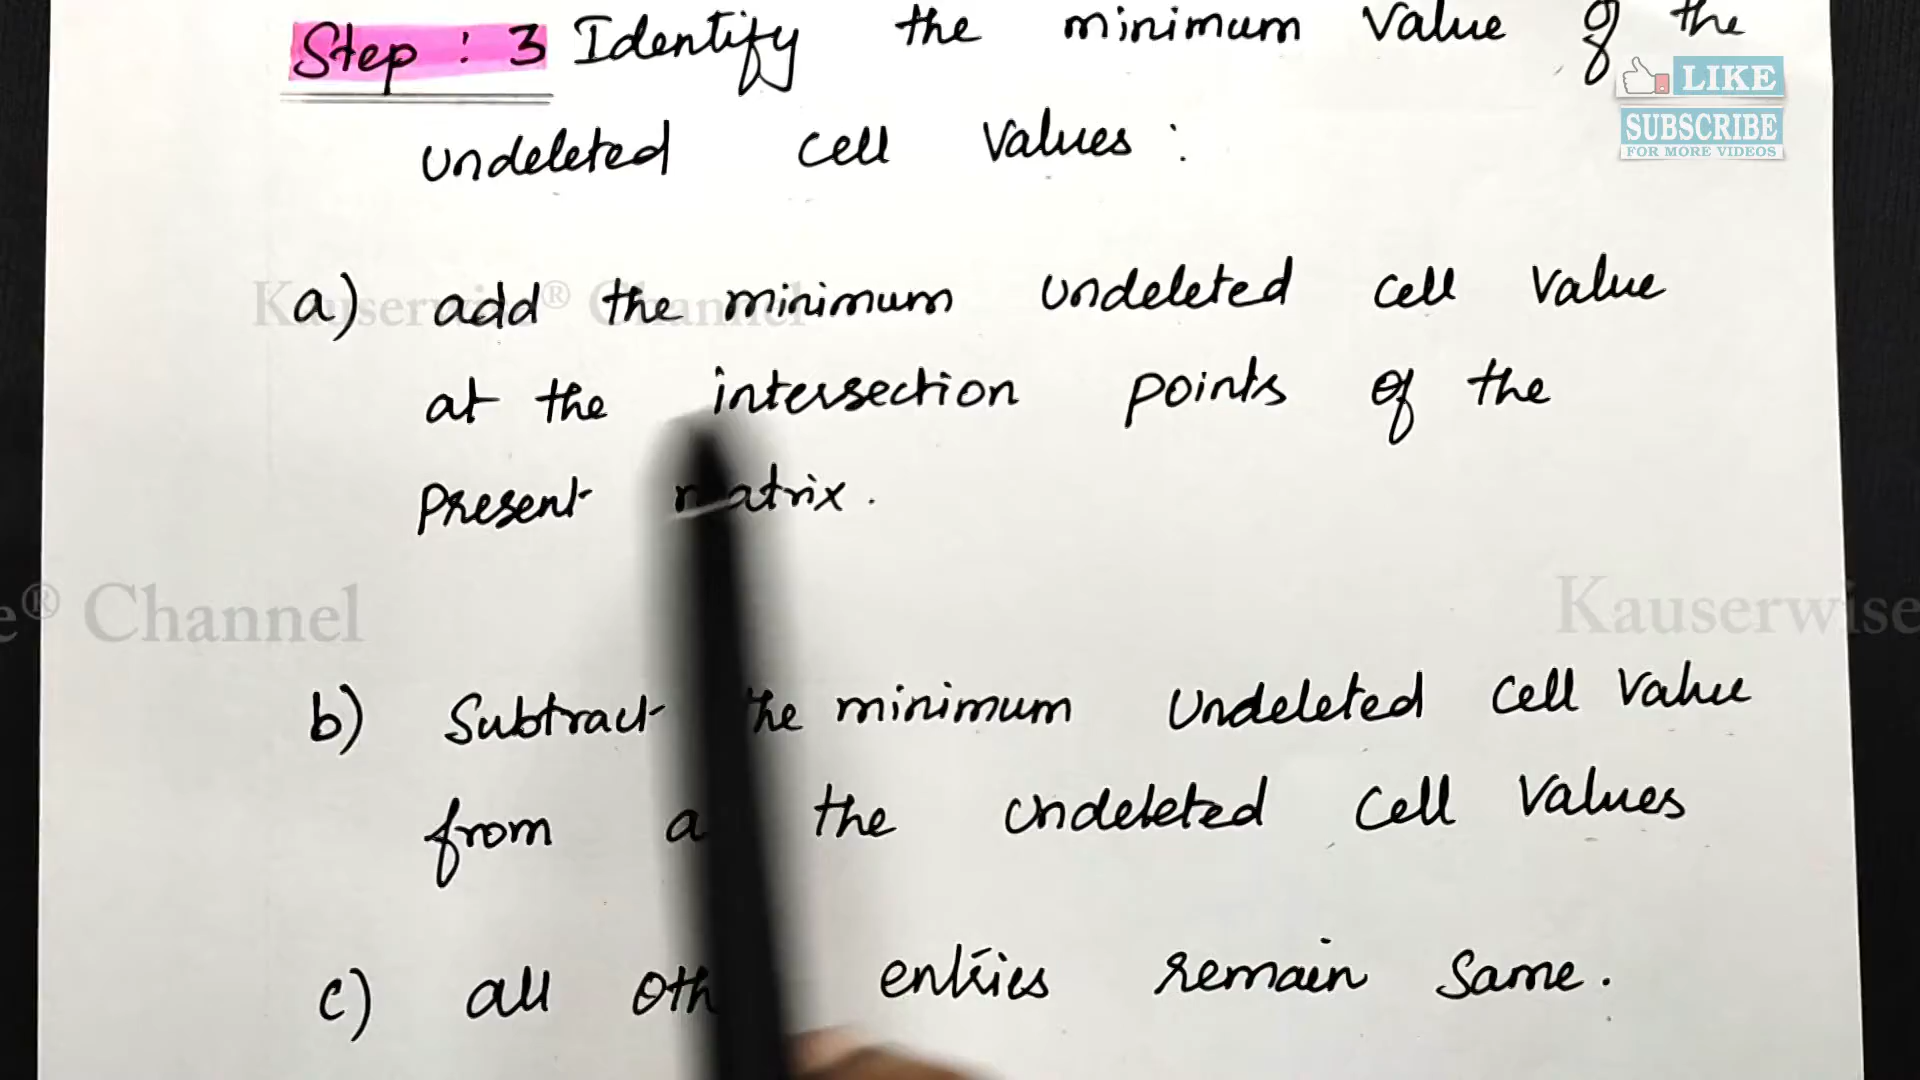 Step : 3 Identify the minimum Value of the
LIKE
SUBSCRIBE
FOR MORE VIDEOS
undeleted cell Values :
Kauserwise® Channel
a) add the minimum undeleted cell Value
at the intersection points of the
Present matrix.
e® Channel
Kauserwise
b) Subtract the minimum Undeleted Cell Value
from the undeleted Cell Values
c) all entries remain Same.